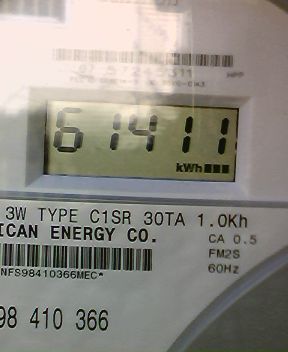 61411
kWh
3W TYPE C1SR 30TA 1.0Kh
ICAN ENERGY CO.
CA 0.5
FM2S
NFS98410366MEC*
60Hz
98 410 366